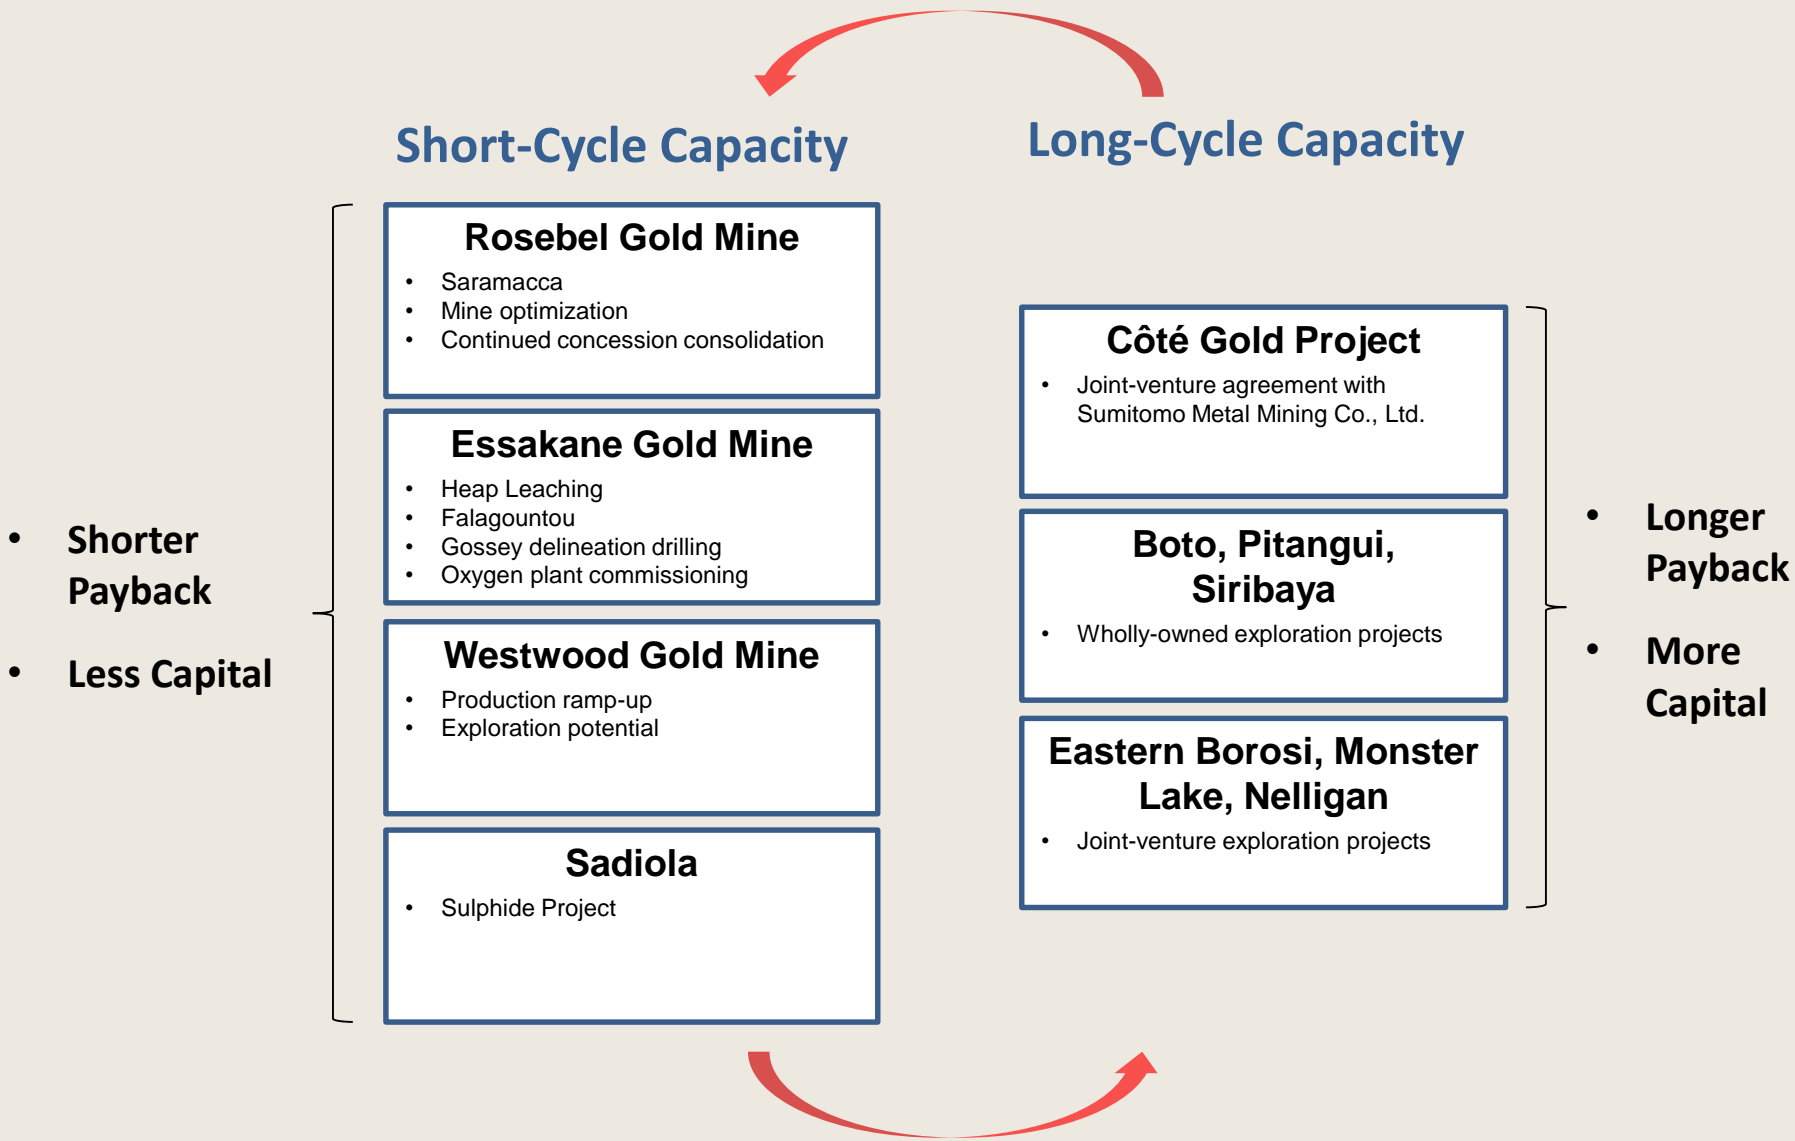 Short-Cycle Capacity
Long-Cycle Capacity
• Shorter
Payback
• Less Capital
Rosebel Gold Mine
• Saramacca
• Mine optimization
• Continued concession consolidation
Essakane Gold Mine
• Heap Leaching
• Falagountou
• Gossey delineation drilling
• Oxygen plant commissioning
Westwood Gold Mine
• Production ramp-up
• Exploration potential
Sadiola
• Sulphide Project
Côté Gold Project
• Joint-venture agreement with
Sumitomo Metal Mining Co., Ltd.
Boto, Pitangui,
Siribaya
• Wholly-owned exploration projects
Eastern Borosi, Monster
Lake, Nelligan
• Joint-venture exploration projects
• Longer
Payback
• More
Capital